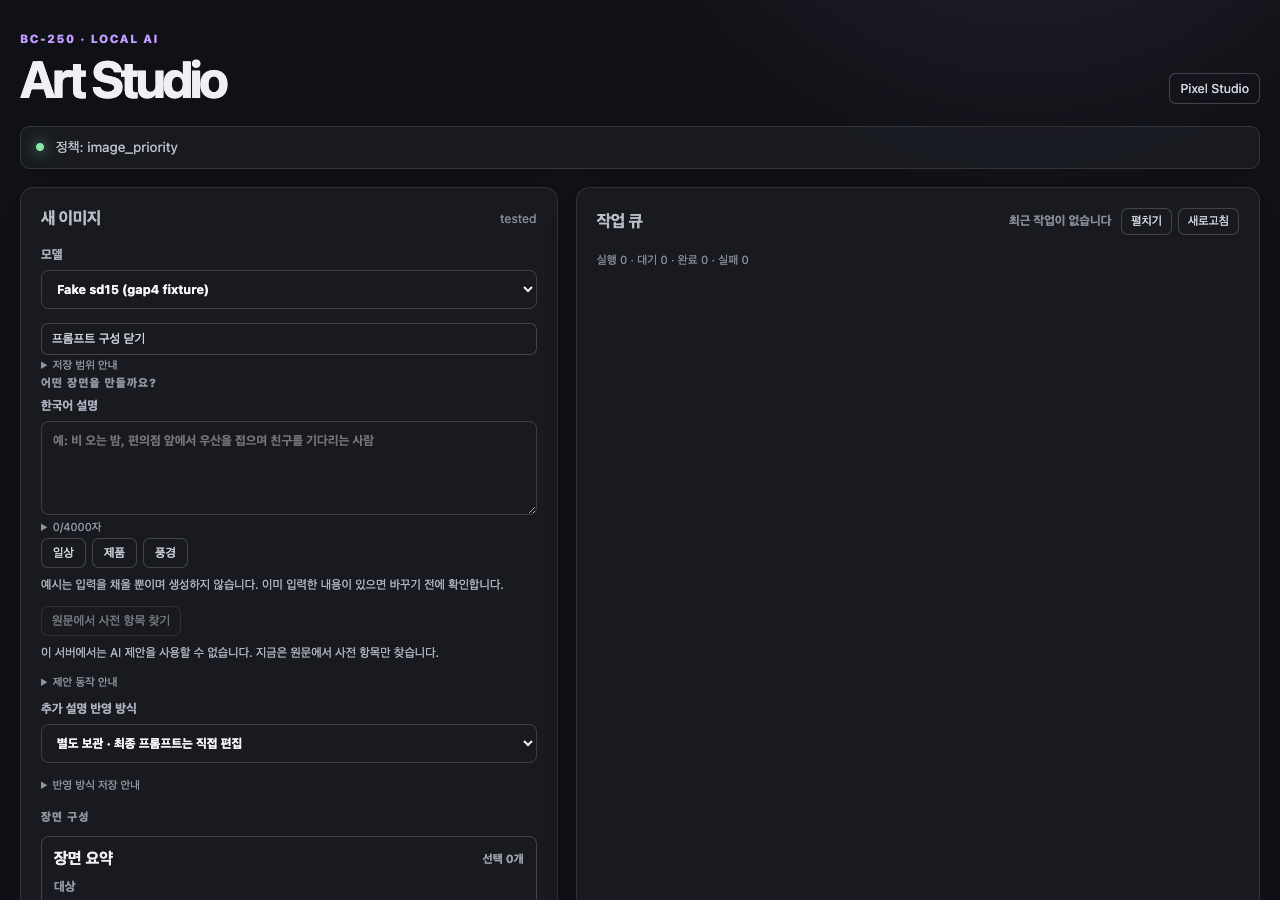 BC-250 · LOCAL AI
Art Studio
Pixel Studio
정책: image_priority
새 이미지
tested
모델
Fake sd15 (gap4 fixture)
프롬프트 구성 닫기
▶ 저장 범위 안내
어떤 장면을 만들까요?
한국어 설명
예: 비 오는 밤, 편의점 앞에서 우산을 접으며 친구를 기다리는 사람
▶ 0/4000자
일상 제품 풍경
예시는 입력을 채울 뿐이며 생성하지 않습니다. 이미 입력한 내용이 있으면 바꾸기 전에 확인합니다.
원문에서 사전 항목 찾기
이 서버에서는 AI 제안을 사용할 수 없습니다. 지금은 원문에서 사전 항목만 찾습니다.
▶ 제안 동작 안내
추가 설명 반영 방식
별도 보관 · 최종 프롬프트는 직접 편집
▶ 반영 방식 저장 안내
장면 구성
장면 요약
선택 0개
대상
작업 큐
최근 작업이 없습니다 펼치기 새로고침
실행 0 · 대기 0 · 완료 0 · 실패 0